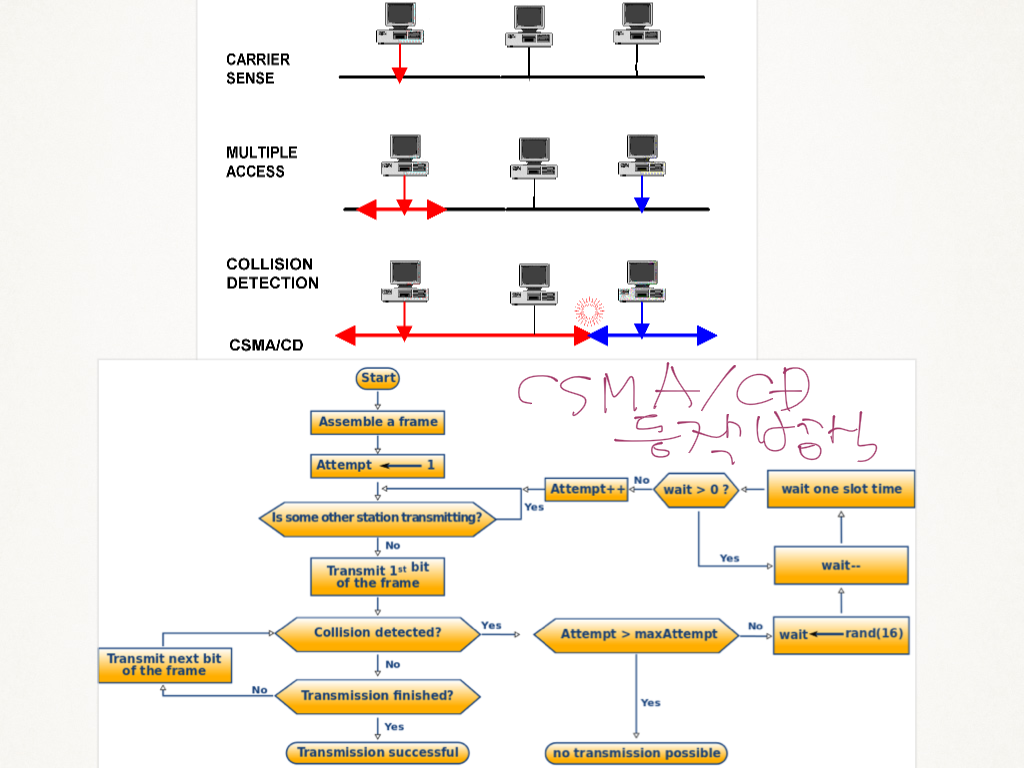 CARRIER
SENSE
MULTIPLE
ACCESS
COLLISION
DETECTION
CSMA/CD
CSMA/CD
동작방식
Start
Assemble a frame
Attempt 1
Is some other station transmitting?
Yes
No
Transmit 1st bit
of the frame
Collision detected?
Yes
No
Transmit next bit
of the frame
No
Transmission finished?
Yes
Transmission successful
Attempt++
No
wait > 0 ?
wait one slot time
Yes
wait--
Attempt > maxAttempt
No
wait rand(16)
Yes
no transmission possible